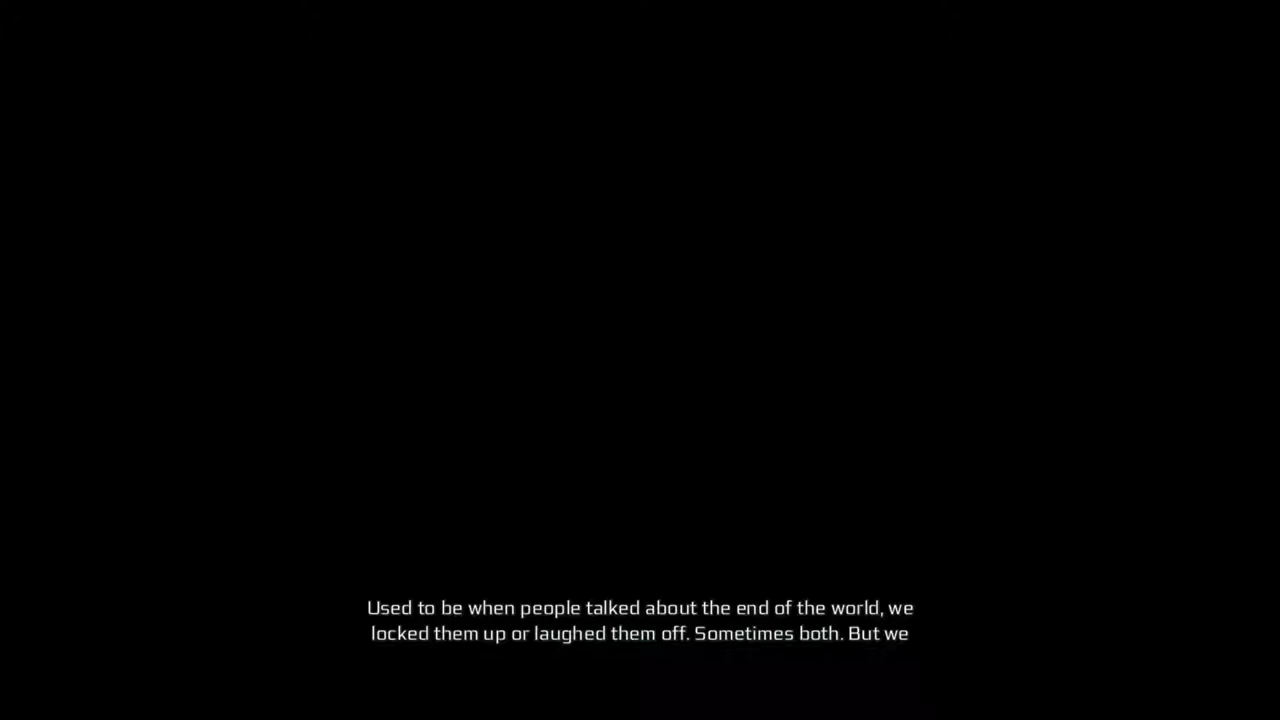 Used to be when people talked about the end of the world, we
locked them up or laughed them off. Sometimes both. But we